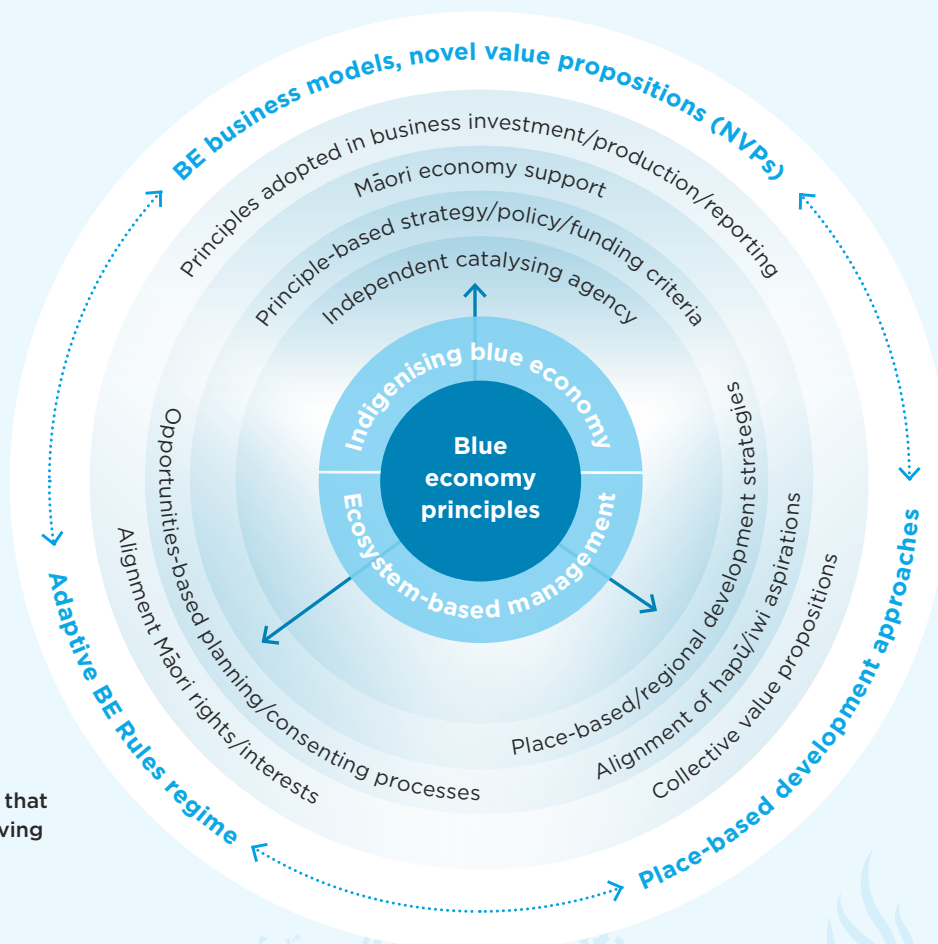 BE business models, novel value propositions (NVPs)
Principles adopted in business investment/production/reporting
Māori economy support
Principle-based strategy/policy/funding criteria
Independent catalysing agency
Indigenising blue economy
Blue
economy
principles
Ecosystem-based management
Opportunities-based planning/consenting processes
Alignment Māori rights/interests
Adaptive BE Rules regime
Place-based/regional development strategies
Alignment of hapū/iwi aspirations
Collective value propositions
Place-based development approaches
that
ving